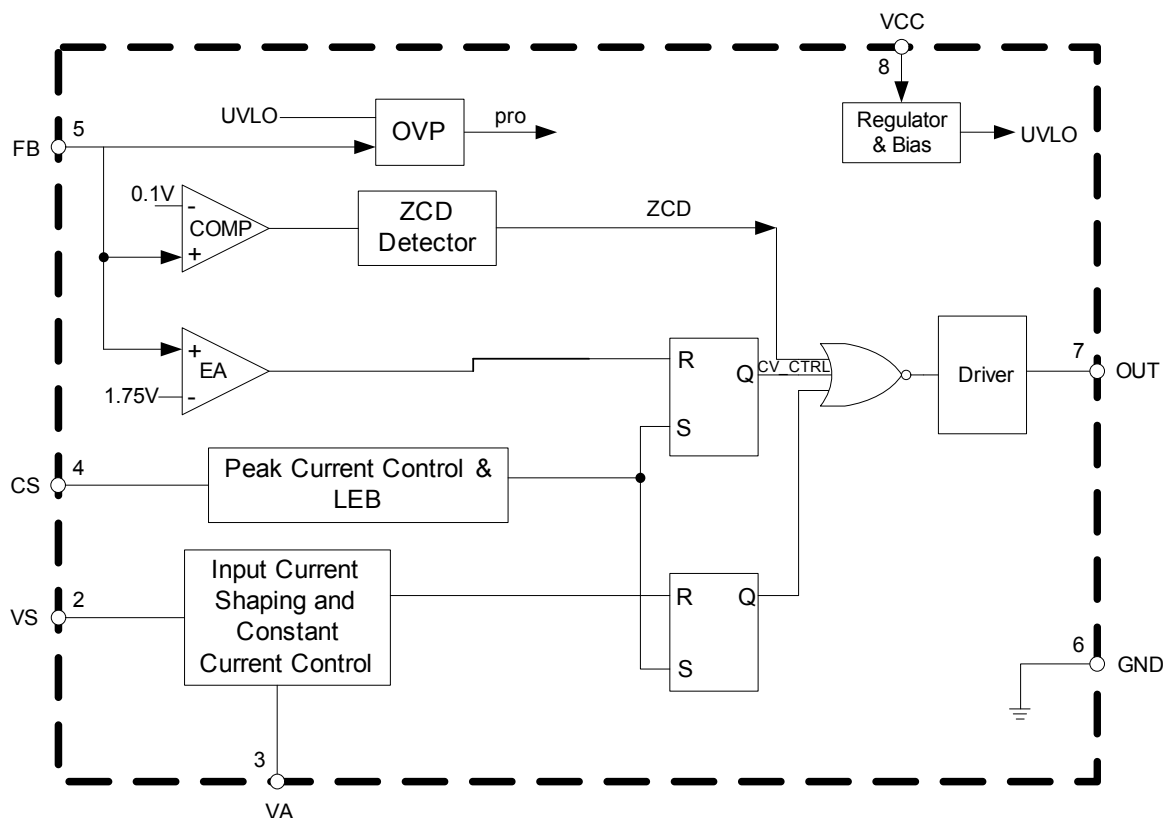 VCC
8
UVLO
OVP
pro
Regulator
& Bias
UVLO
5
FB
0.1V
-
COMP
+
ZCD
Detector
ZCD
+
EA
1.75V
-
R
Q
S
CV_CTRL
Driver
7
OUT
4
CS
Peak Current Control &
LEB
2
VS
Input Current
Shaping and
Constant
Current Control
R
Q
S
6
GND
3
VA